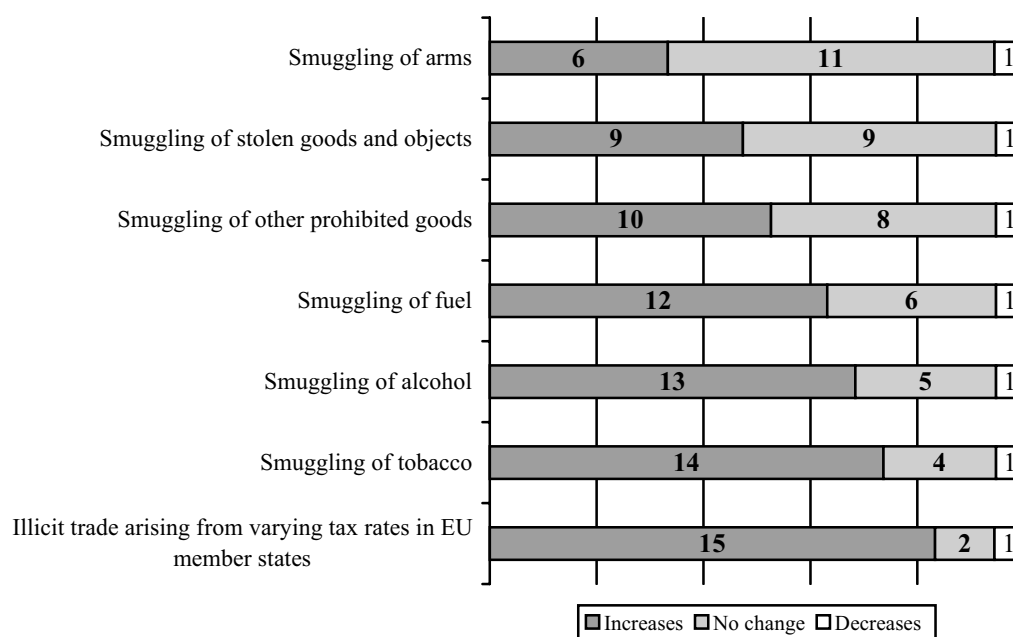 Smuggling of arms
6 11 1
Smuggling of stolen goods and objects
9 9 1
Smuggling of other prohibited goods
10 8 1
Smuggling of fuel
12 6 1
Smuggling of alcohol
13 5 1
Smuggling of tobacco
14 4 1
Illicit trade arising from varying tax rates in EU
member states
15 2 1
Increases No change Decreases